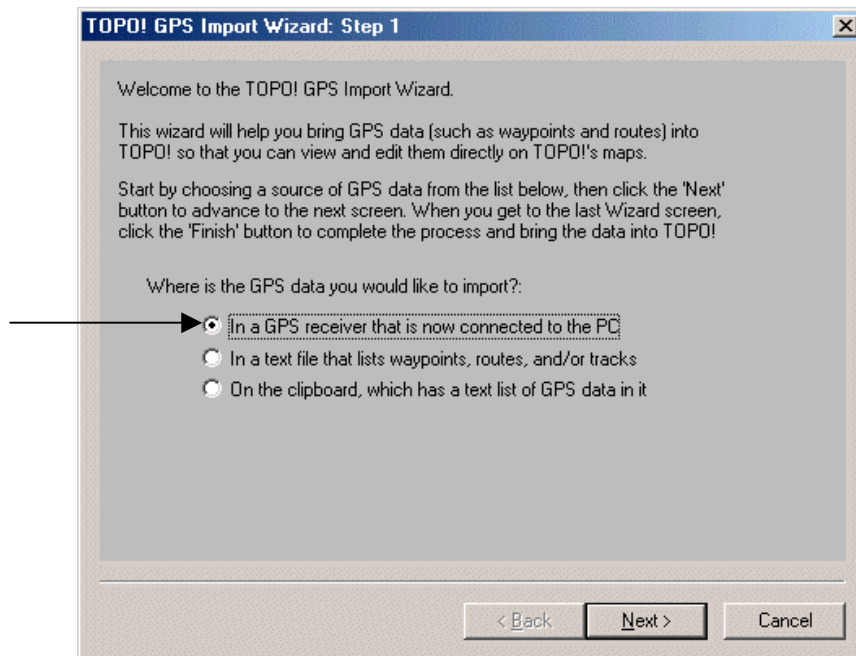 TOPO! GPS Import Wizard: Step 1
Welcome to the TOPO! GPS Import Wizard.
This wizard will help you bring GPS data (such as waypoints and routes) into
TOPO! so that you can view and edit them directly on TOPO!'s maps.
Start by choosing a source of GPS data from the list below, then click the 'Next'
button to advance to the next screen. When you get to the last Wizard screen,
click the 'Finish' button to complete the process and bring the data into TOPO!
Where is the GPS data you would like to import?:
In a GPS receiver that is now connected to the PC
In a text file that lists waypoints, routes, and/or tracks
On the clipboard, which has a text list of GPS data in it
< Back
Next >
Cancel